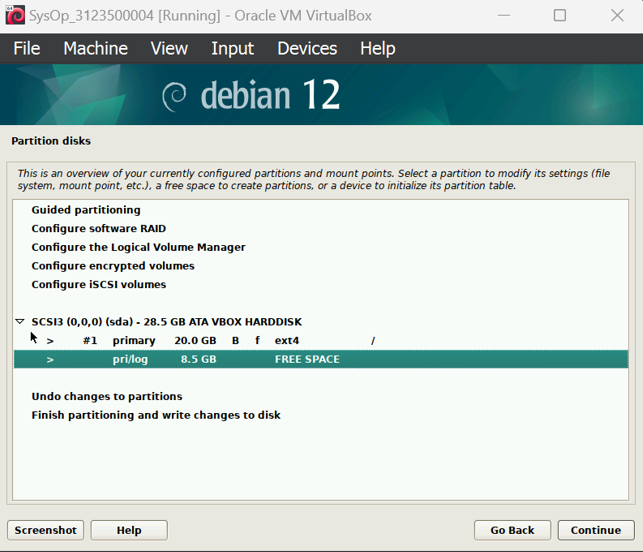 SysOp_3123500004 [Running] - Oracle VM VirtualBox
File Machine View Input Devices Help
debian 12
Partition disks
This is an overview of your currently configured partitions and mount points. Select a partition to modify its settings (file
system, mount point, etc.), a free space to create partitions, or a device to initialize its partition table.
Guided partitioning
Configure software RAID
Configure the Logical Volume Manager
Configure encrypted volumes
Configure iSCSI volumes
SCSI3 (0,0,0) (sda) - 28.5 GB ATA VBOX HARDDISK
> #1 primary 20.0 GB B f ext4 /
> pri/log 8.5 GB FREE SPACE
Undo changes to partitions
Finish partitioning and write changes to disk
Screenshot Help Go Back Continue